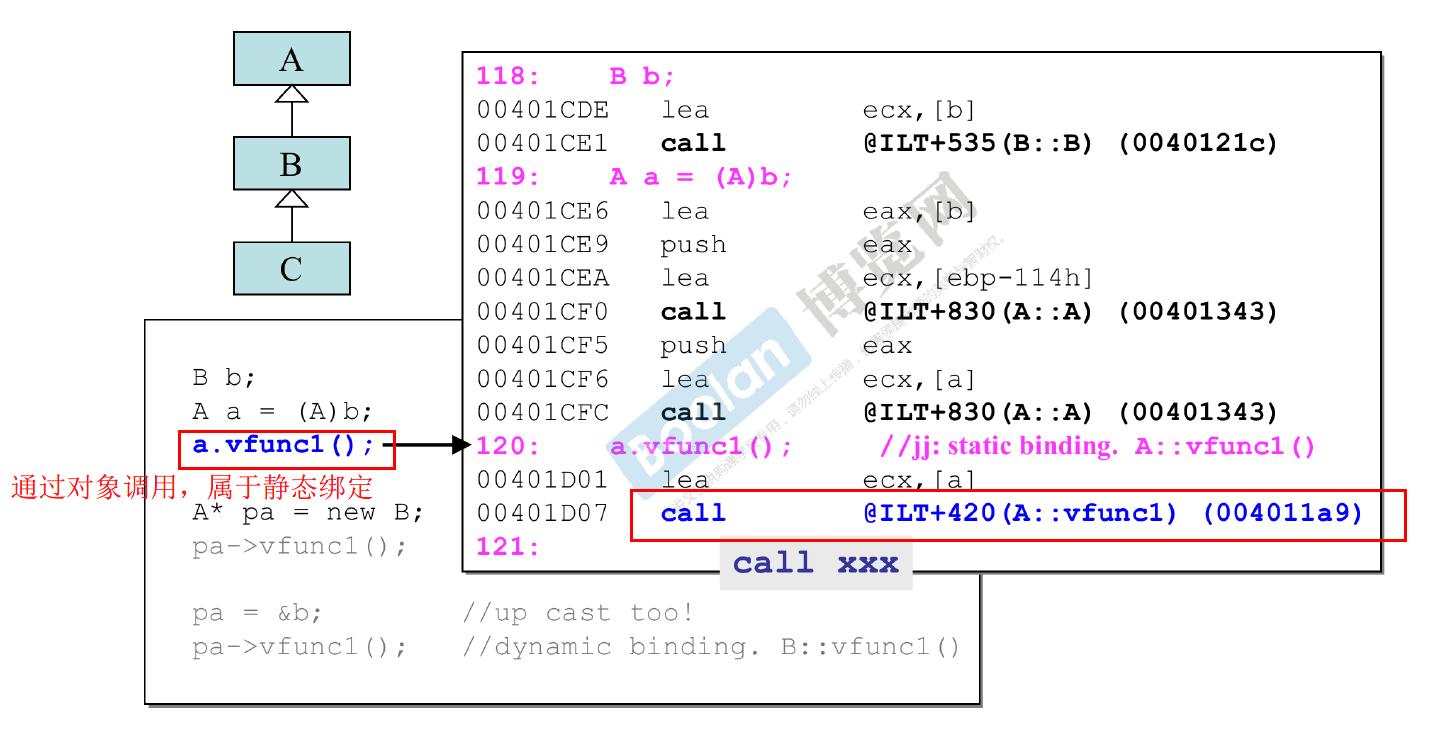 A
B
C
118: B b;
00401CDE lea ecx,[b]
00401CE1 call @ILT+535(B::B) (0040121c)
119: A a = (A)b;
00401CE6 lea eax,[b]
00401CE9 push eax
00401CEA lea ecx,[ebp-114h]
00401CF0 call @ILT+830(A::A) (00401343)
00401CF5 push eax
00401CF6 lea ecx,[a]
00401CFC call @ILT+830(A::A) (00401343)
120: a.vfunc1(); //jj: static binding. A::vfunc1()
00401D01 lea ecx,[a]
00401D07 call @ILT+420(A::vfunc1) (004011a9)
121:
call xxx
B b;
A a = (A)b;
a.vfunc1();
通过对象调用，属于静态绑定
A* pa = new B;
pa->vfunc1();
pa = &b; //up cast too!
pa->vfunc1(); //dynamic binding. B::vfunc1()
Boolan
博览网